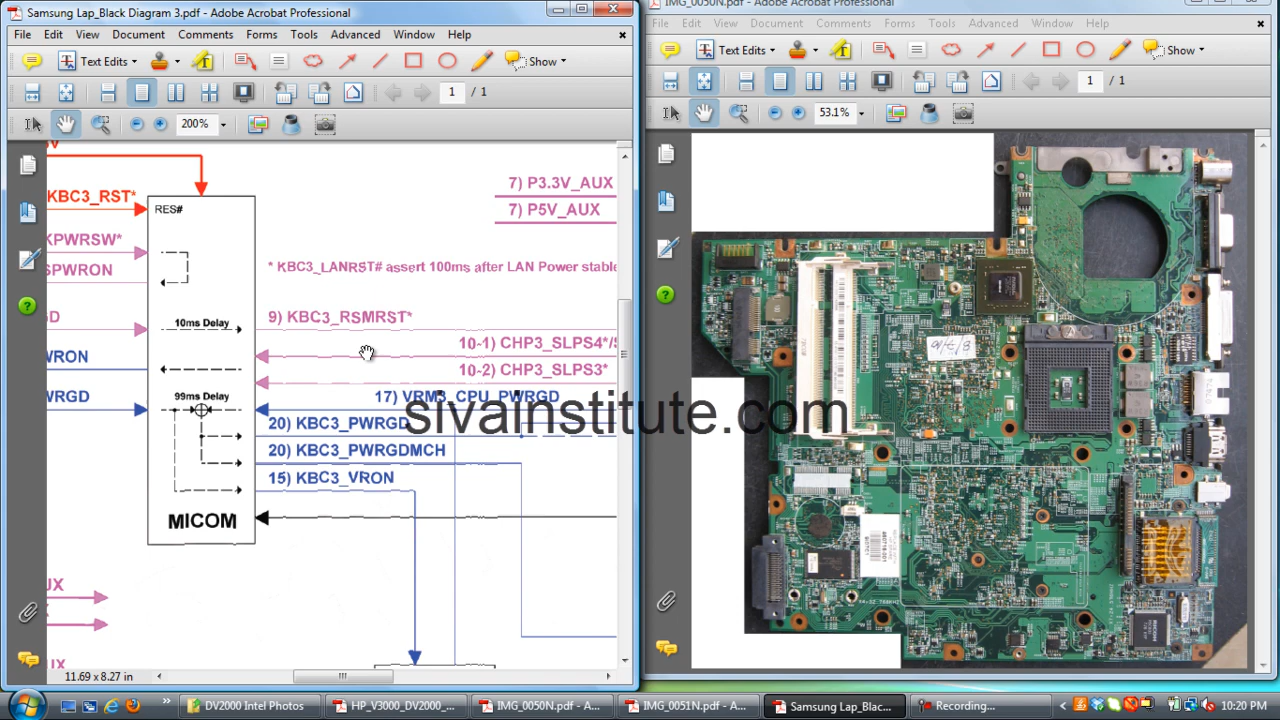 Samsung Lap_Black Diagram 3.pdf - Adobe Acrobat Professional
File Edit View Document Comments Forms Tools Advanced Window Help
Text Edits
Show
1 / 1
200%
KBC3_RST*
RES#
KPWRSW*
SPWRON
7) P3.3V_AUX
7) P5V_AUX
* KBC3_LANRST# assert 100ms after LAN Power stable
10ms Delay
9) KBC3_RSMRST*
10-1) CHP3_SLPS4*/S
10-2) CHP3_SLPS3*
WRON
WRGD
99ms Delay
17) VRM3_CPU_PWRGD
20) KBC3_PWRGD
20) KBC3_PWRGDMCH
15) KBC3_VRON
MICOM
UX
UX
11.69 x 8.27 in
IMG_0050N.pdf - Adobe Acrobat Professional
File Edit View Document Comments Forms Tools Advanced Window Help
Text Edits
Show
1 / 1
53.1%
sivainstitute.com
DV2000 Intel Photos
HP_V3000_DV2000_...
IMG_0050N.pdf - A...
IMG_0051N.pdf - A...
Samsung Lap_Blac...
Recording...
10:20 PM